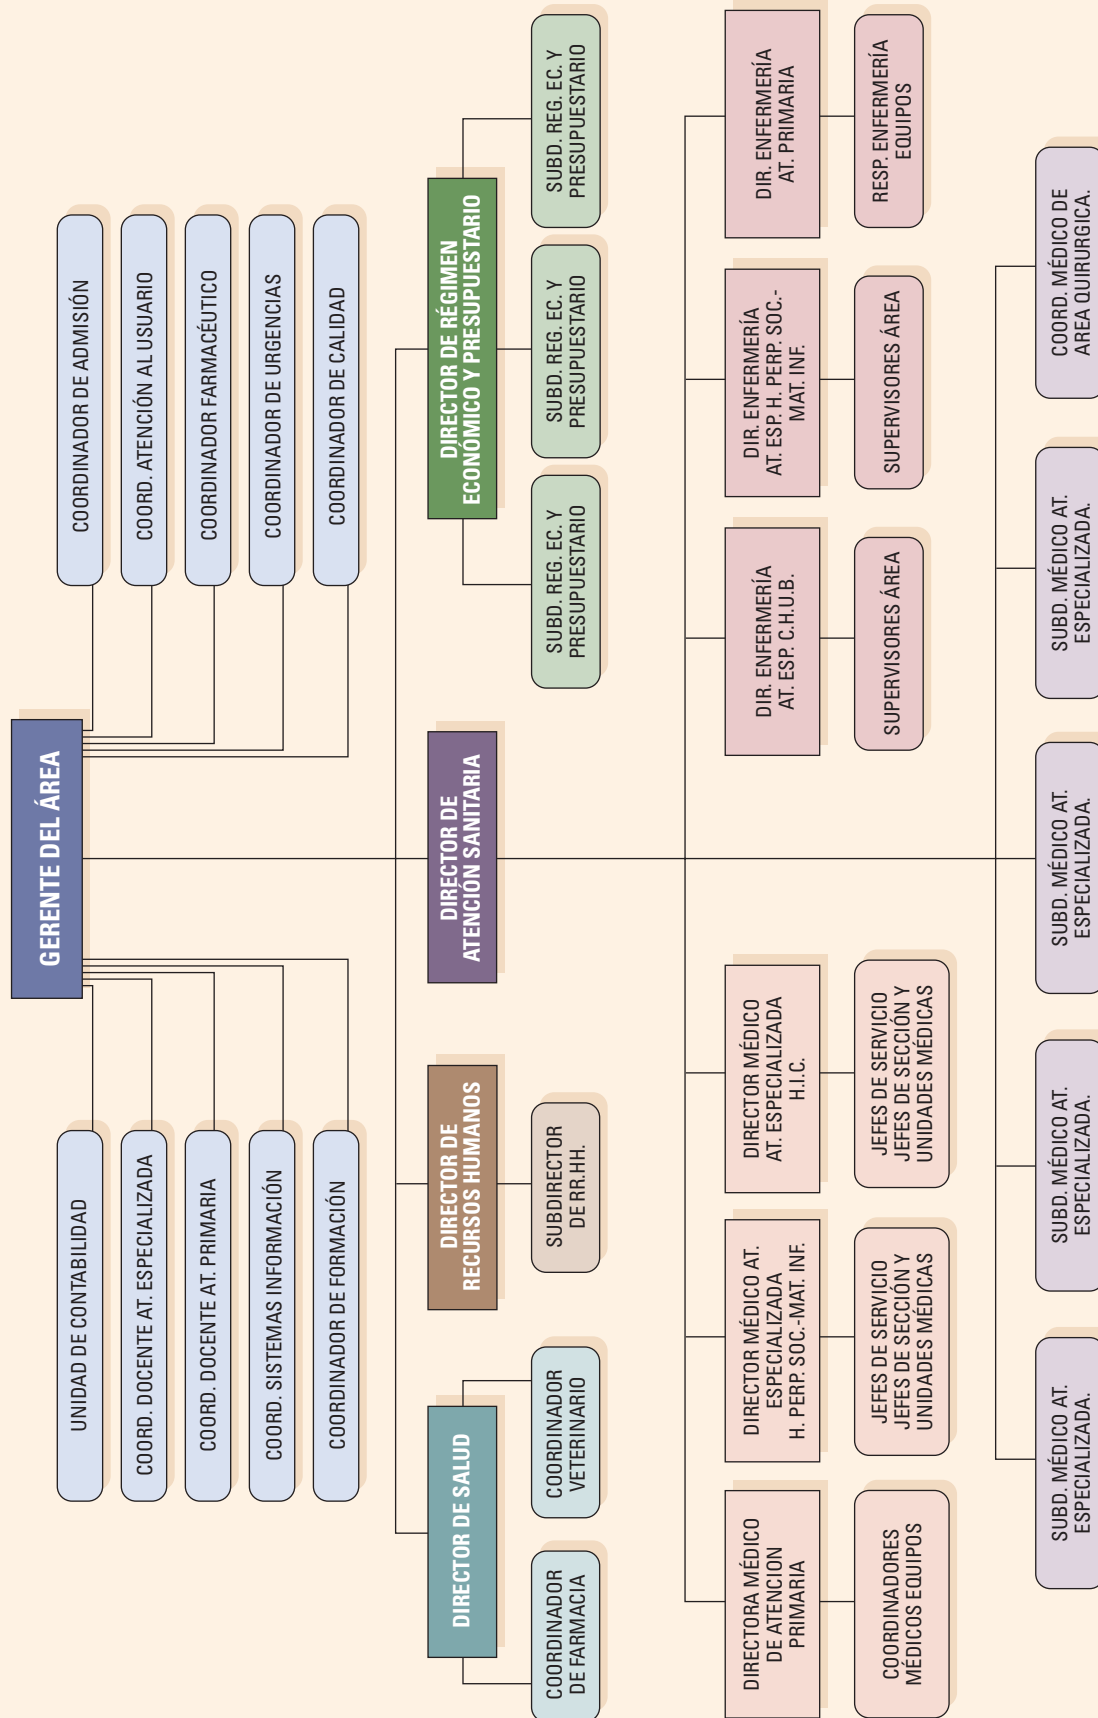 GERENTE DEL ÁREA
UNIDAD DE CONTABILIDAD
COORD. DOCENTE AT. ESPECIALIZADA
COORD. DOCENTE AT. PRIMARIA
COORD. SISTEMAS INFORMACIÓN
COORDINADOR DE FORMACIÓN
COORDINADOR DE ADMISIÓN
COORD. ATENCIÓN AL USUARIO
COORDINADOR FARMACÉUTICO
COORDINADOR DE URGENCIAS
COORDINADOR DE CALIDAD
DIRECTOR DE SALUD
DIRECTOR DE
RECURSOS HUMANOS
DIRECTOR DE
ATENCIÓN SANITARIA
DIRECTOR DE RÉGIMEN
ECONÓMICO Y PRESUPUESTARIO
COORDINADOR
DE FARMACIA
COORDINADOR
VETERINARIO
SUBDIRECTOR
DE RR.HH.
SUBD. REG. EC. Y
PRESUPUESTARIO
SUBD. REG. EC. Y
PRESUPUESTARIO
SUBD. REG. EC. Y
PRESUPUESTARIO
DIRECTORA MÉDICO
DE ATENCION
PRIMARIA
DIRECTOR MÉDICO AT.
ESPECIALIZADA
H. PERP. SOC.-MAT. INF.
DIRECTOR MÉDICO
AT. ESPECIALIZADA
H.I.C.
DIR. ENFERMERÍA
AT. ESP. C.H.U.B.
DIR. ENFERMERÍA
AT. ESP. H. PERP. SOC.-
MAT. INF.
DIR. ENFERMERÍA
AT. PRIMARIA
COORDINADORES
MÉDICOS EQUIPOS
JEFES DE SERVICIO
JEFES DE SECCIÓN Y
UNIDADES MÉDICAS
JEFES DE SERVICIO
JEFES DE SECCIÓN Y
UNIDADES MÉDICAS
SUPERVISORES ÁREA
SUPERVISORES ÁREA
RESP. ENFERMERÍA
EQUIPOS
SUBD. MÉDICO AT.
ESPECIALIZADA.
SUBD. MÉDICO AT.
ESPECIALIZADA.
SUBD. MÉDICO AT.
ESPECIALIZADA.
SUBD. MÉDICO AT.
ESPECIALIZADA.
COORD. MÉDICO DE
AREA QUIRURGICA.